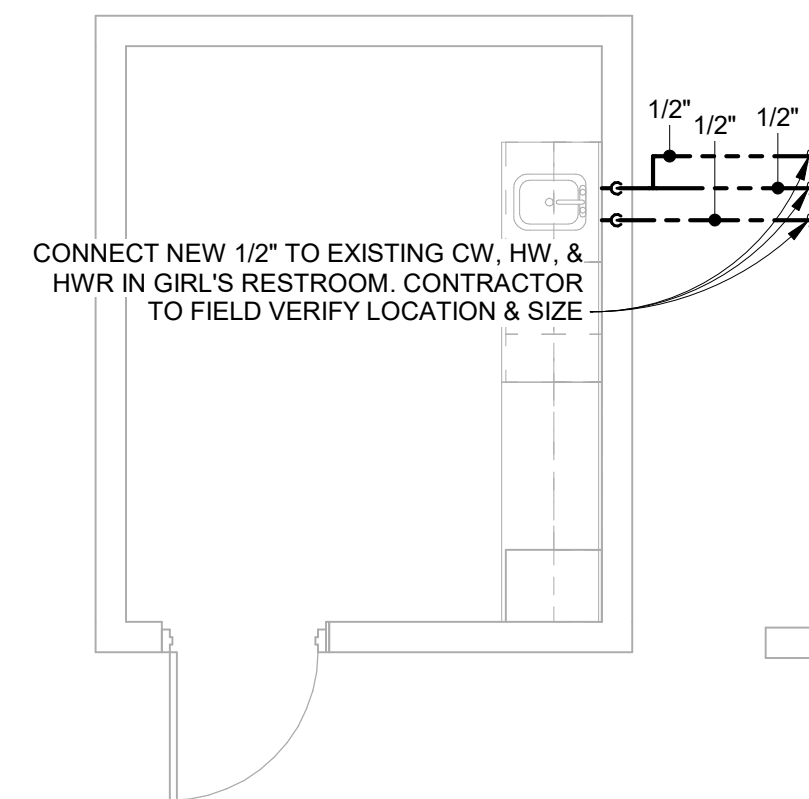 1/2" 1/2" 1/2"
CONNECT NEW 1/2" TO EXISTING CW, HW, &
HWR IN GIRL'S RESTROOM. CONTRACTOR
TO FIELD VERIFY LOCATION & SIZE